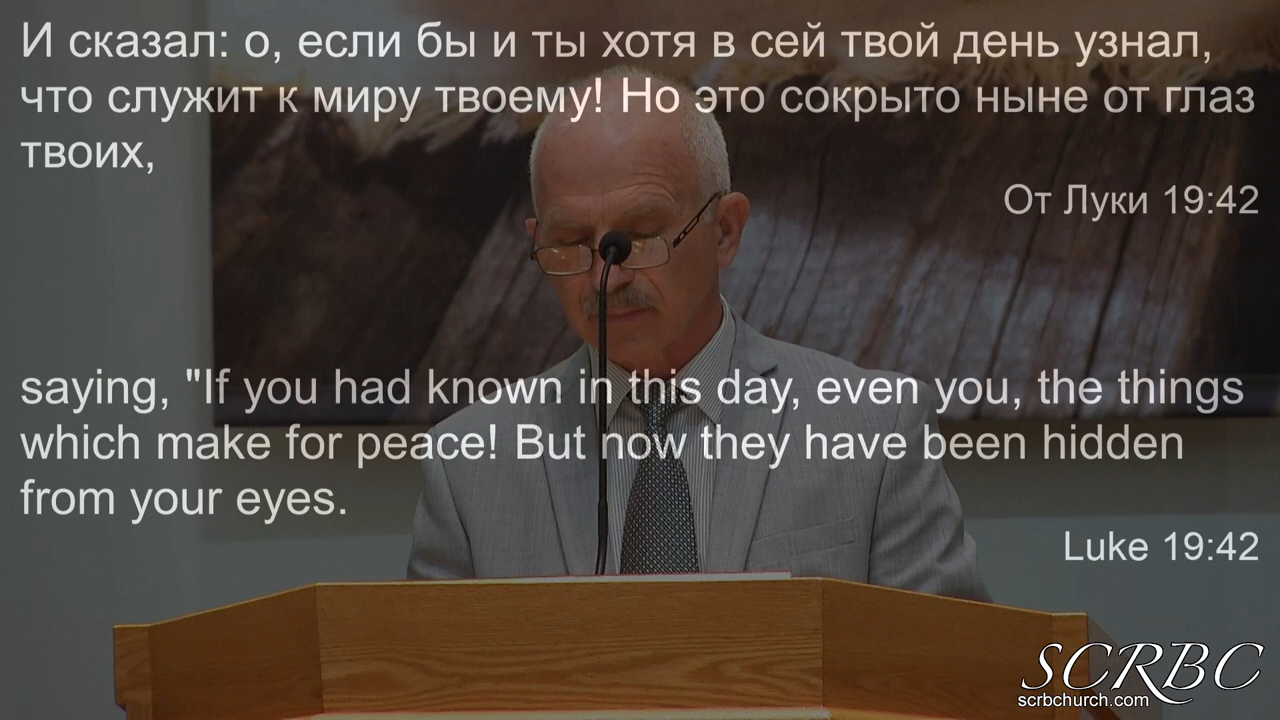 И сказал: о, если бы и ты хотя в сей твой день узнал,
что служит к миру твоему! Но это сокрыто ныне от глаз
твоих,
От Луки 19:42
saying, "If you had known in this day, even you, the things
which make for peace! But now they have been hidden
from your eyes.
Luke 19:42
SCRBC
scrbchurch.com